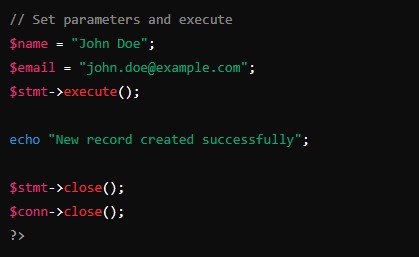 // Set parameters and execute
$name = "John Doe";
$email = "john.doe@example.com";
$stmt->execute();
echo "New record created successfully";
$stmt->close();
$conn->close();
?>